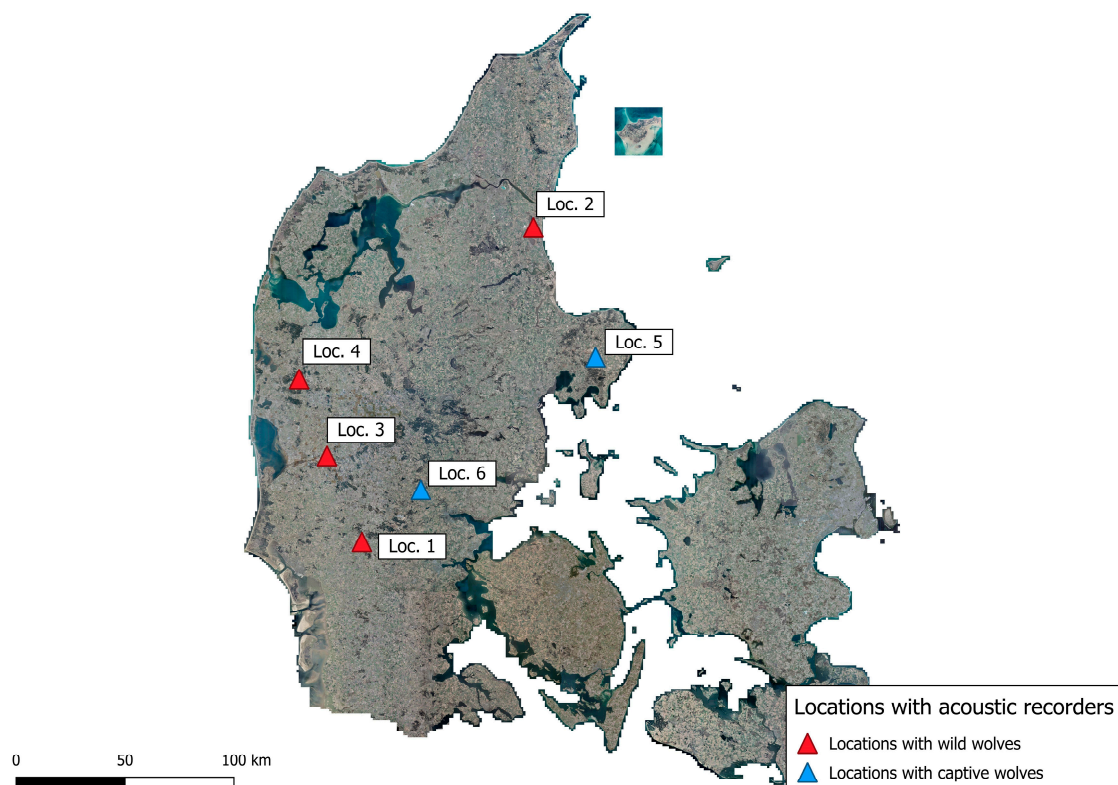 Loc. 2
Loc. 5
Loc. 4
Loc. 3
Loc. 6
Loc. 1
Locations with acoustic recorders
Locations with wild wolves
Locations with captive wolves
0 50 100 km